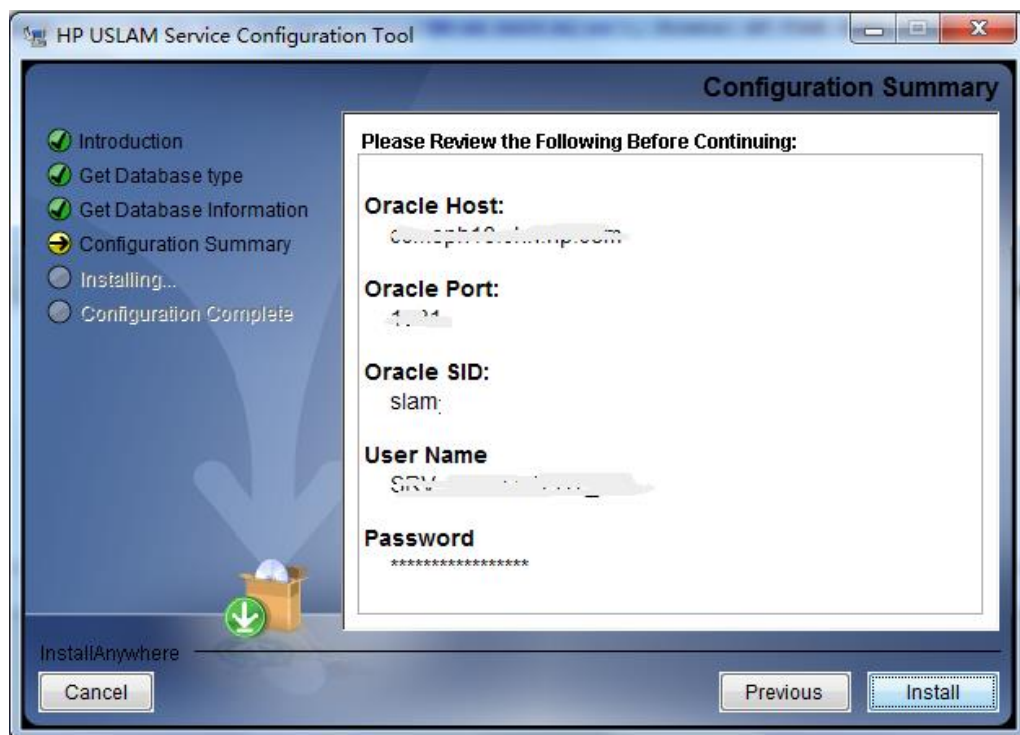 HP USLAM Service Configuration Tool
Configuration Summary
Introduction
Get Database type
Get Database Information
Configuration Summary
Installing...
Configuration Complete
Please Review the Following Before Continuing:
Oracle Host:
Oracle Port:
Oracle SID:
slam
User Name
Password
*****************
InstallAnywhere
Cancel
Previous
Install